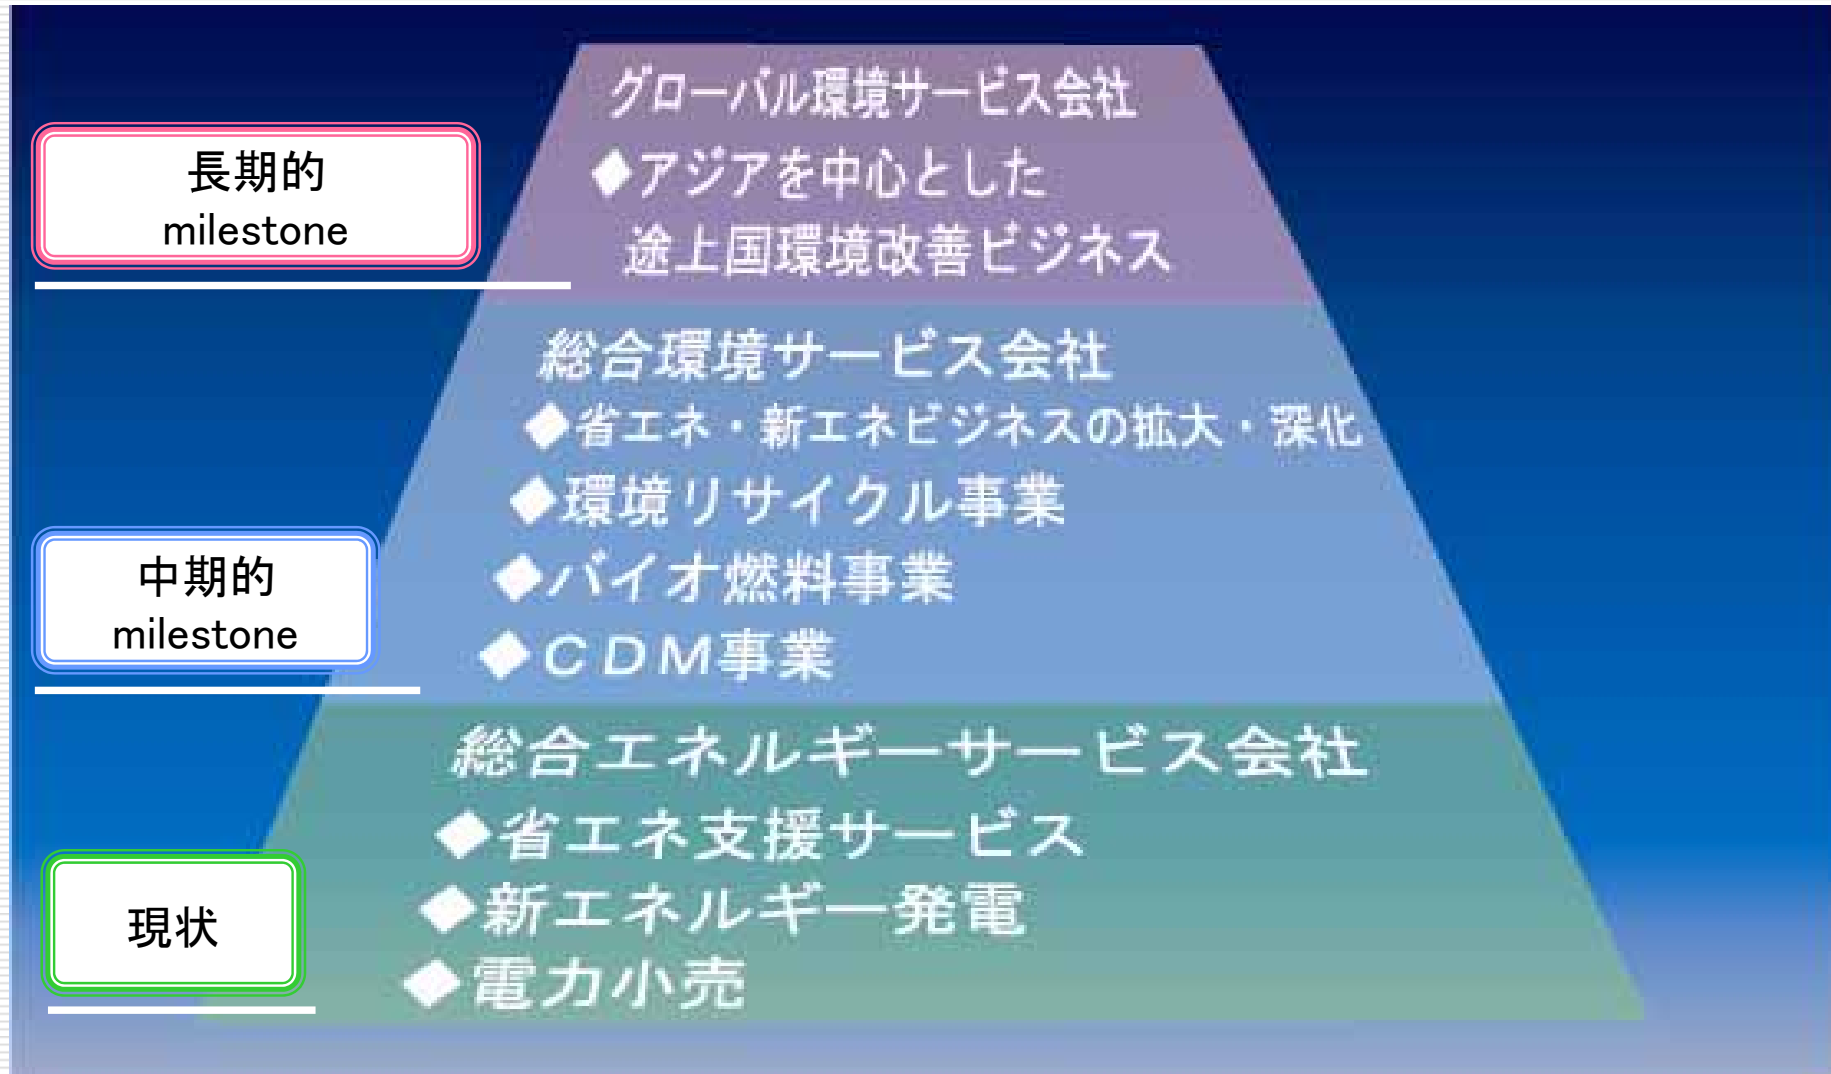 グローバル環境サービス会社
◆アジアを中心とした
途上国環境改善ビジネス
長期的
milestone
総合環境サービス会社
◆省エネ・新エネビジネスの拡大・深化
◆環境リサイクル事業
◆バイオ燃料事業
◆ＣＤＭ事業
中期的
milestone
総合エネルギーサービス会社
◆省エネ支援サービス
◆新エネルギー発電
◆電力小売
現状